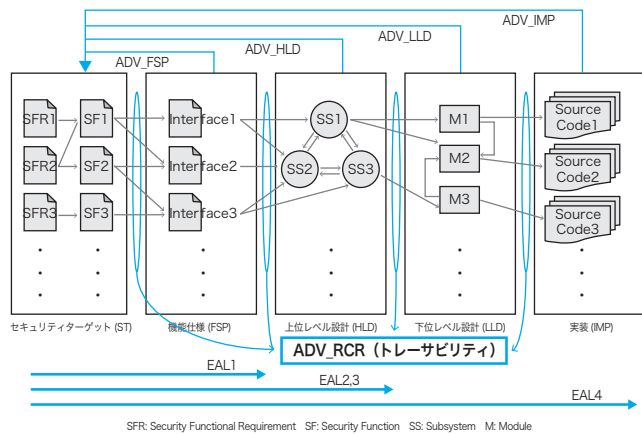 ADV_IMP
ADV_LLD
ADV_HLD
ADV_FSP
SFR1
SF1
Interface1
SS1
M1
Source
Code1
SFR2
SF2
Interface2
SS2
SS3
M2
Source
Code2
SFR3
SF3
Interface3
M3
Source
Code3
セキュリティターゲット (ST)
機能仕様 (FSP)
上位レベル設計 (HLD)
下位レベル設計 (LLD)
実装 (IMP)
ADV_RCR（トレーサビリティ）
EAL1
EAL2,3
EAL4
SFR: Security Functional Requirement SF: Security Function SS: Subsystem M: Module